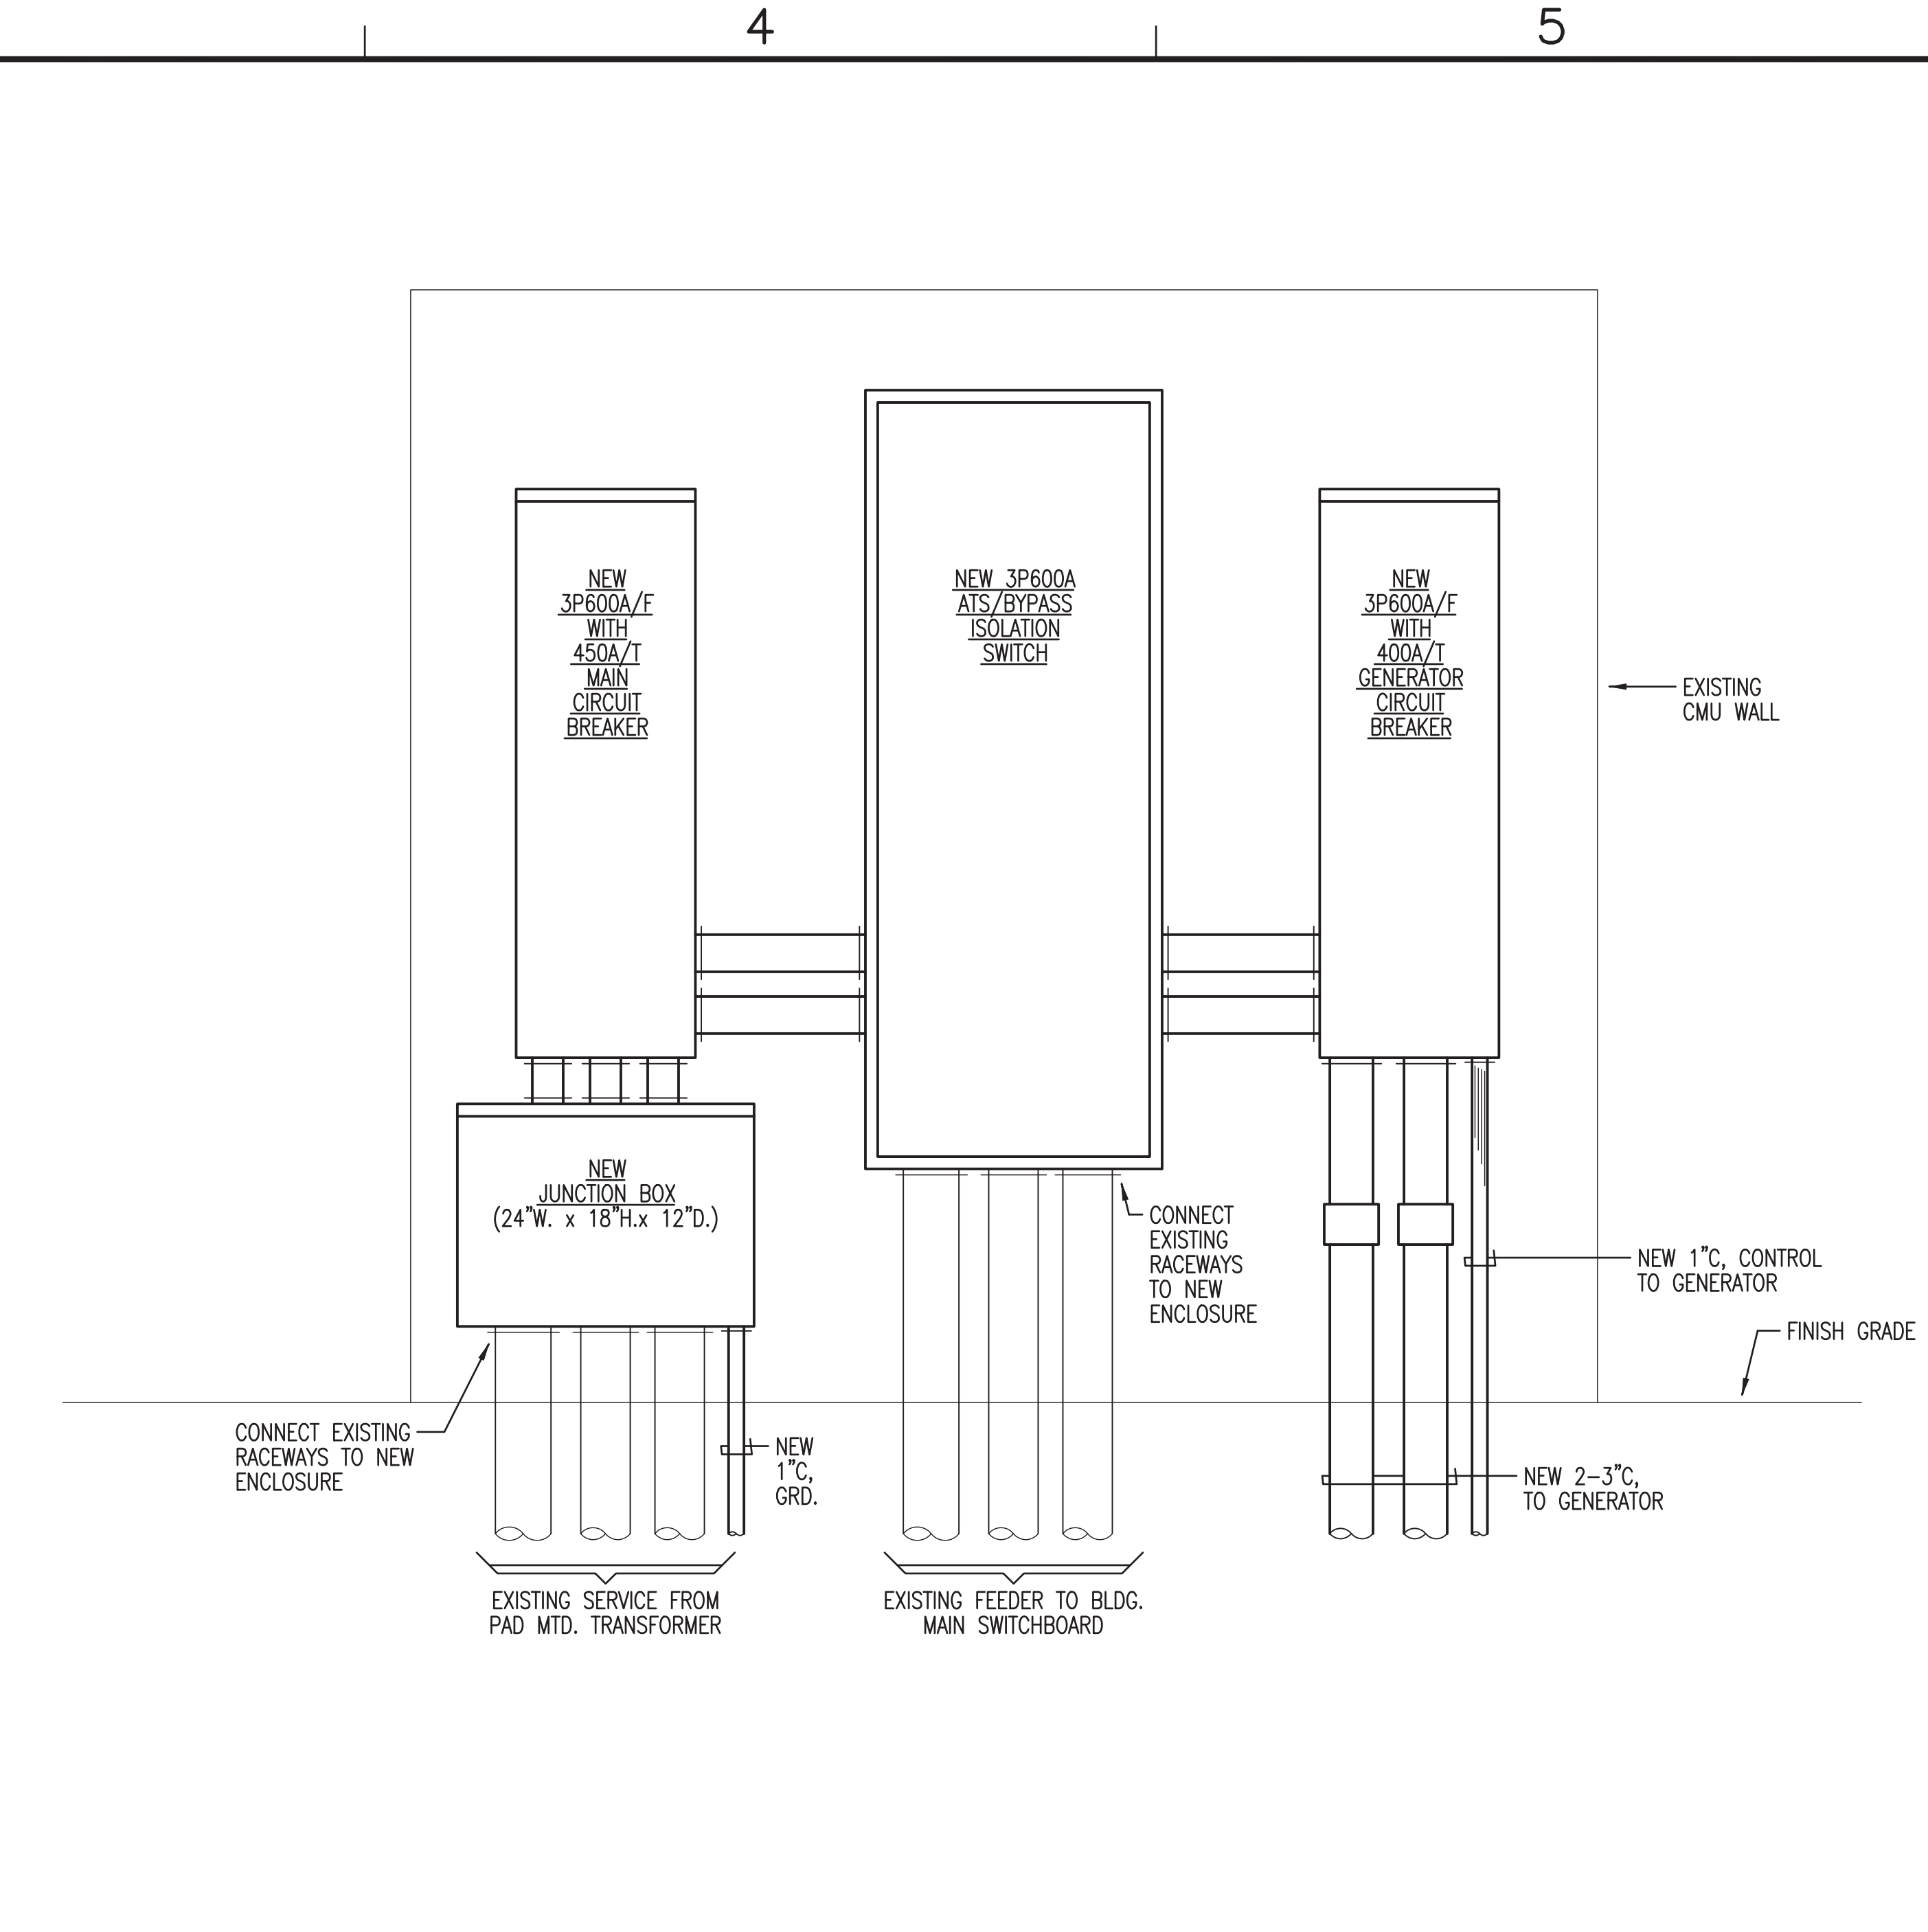 4
5
NEW
3P600A/F
WITH
450A/T
MAIN
CIRCUIT
BREAKER
NEW 3P600A
ATS/BYPASS
ISOLATION
SWITCH
NEW
3P600A/F
WITH
400A/T
GENERATOR
CIRCUIT
BREAKER
EXISTING
CMU WALL
NEW
JUNCTION BOX
(24"W. x 18"H.x 12"D.)
CONNECT
EXISTING
RACEWAYS
TO NEW
ENCLOSURE
NEW 1"C, CONTROL
TO GENERATOR
FINISH GRADE
CONNECT EXISTING
RACEWAYS TO NEW
ENCLOSURE
NEW
1"C,
GRD.
NEW 2-3"C,
TO GENERATOR
EXISTING SERVICE FROM
PAD MTD. TRANSFORMER
EXISTING FEEDER TO BLDG.
MAIN SWITCHBOARD